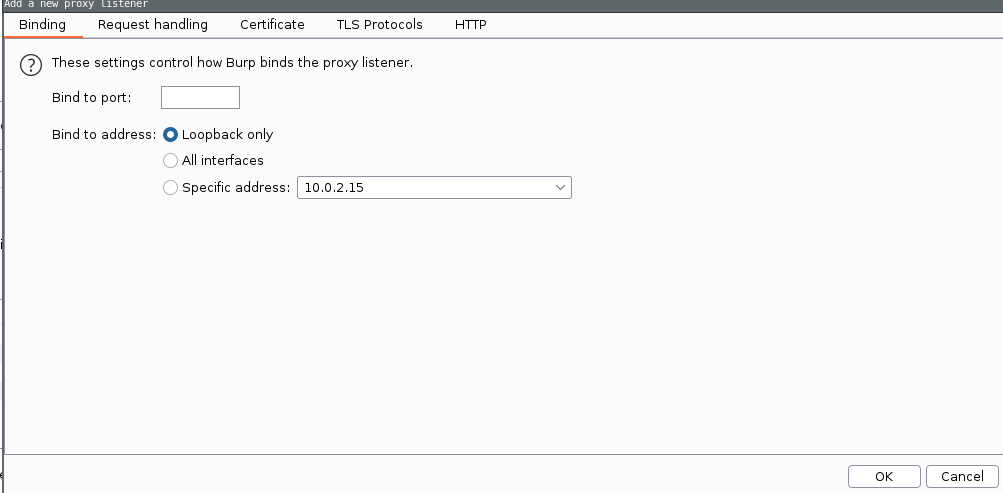 Add a new proxy listener
Binding Request handling Certificate TLS Protocols HTTP
? These settings control how Burp binds the proxy listener.
Bind to port:
Bind to address: Loopback only
All interfaces
Specific address: 10.0.2.15
OK Cancel